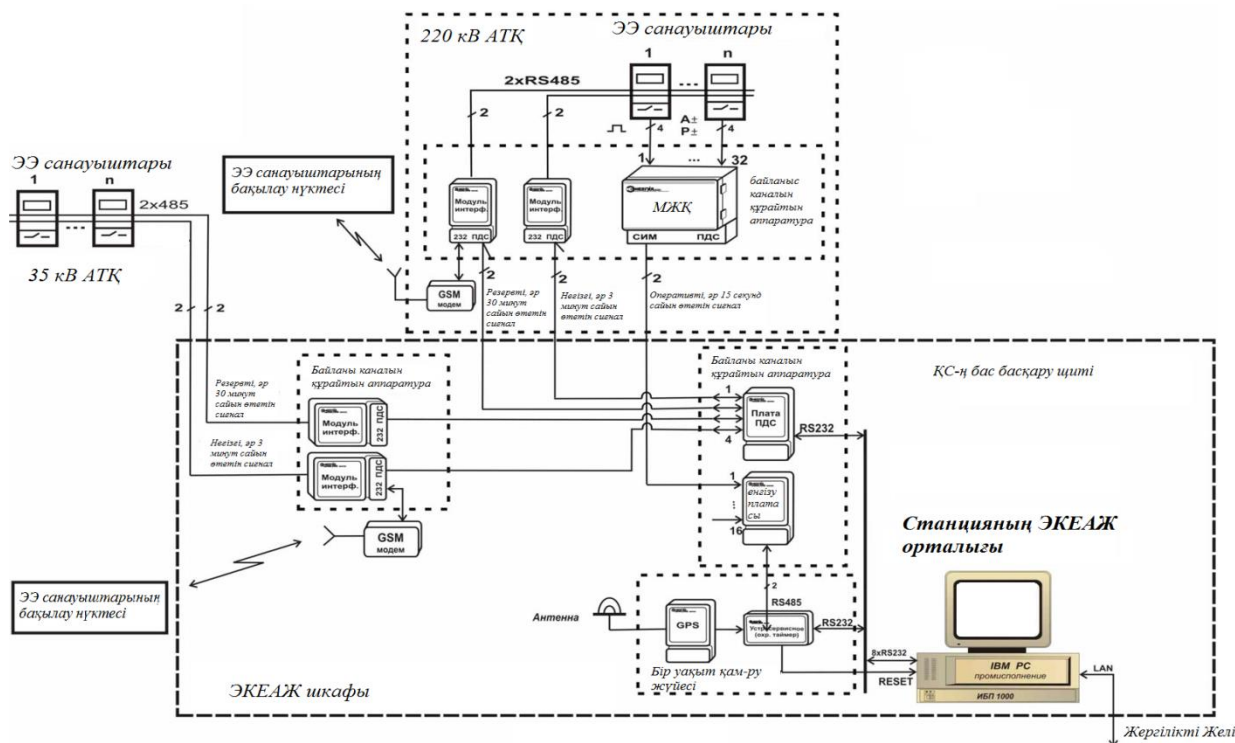 220 кВ АТҚ
ЭЭ санауыштары
1
n
2xRS485
...
2
2
4
А±
Р±
4
1
...
32
Модуль
интерф.
232 ПДС
Модуль
интерф.
232 ПДС
МЖҚ
СИМ
ПДС
байланыс
каналын
құрайтын
аппаратура
GSM
модем
2
2
2
Резервті, әр
30 минут
сайын өтетін
сигнал
Негізгі, әр 3
минут сайын
өтетін сигнал
Оперативті, әр 15 секунд
сайын өтетін сигнал
ЭЭ санауыштары
1
n
2x485
...
35 кВ АТҚ
ЭЭ санауыштарының
бақылау нүктесі
2
2
Резервті, әр
30 минут
сайын өтетін
сигнал
Негізгі, әр 3
минут сайын
өтетін сигнал
Байланы каналын
құрайтын аппаратура
Модуль
интерф.
232 ПДС
Модуль
интерф.
232 ПДС
GSM
модем
ЭЭ санауыштарының
бақылау нүктесі
Байланы каналын
құрайтын аппаратура
1
4
Плата
ПДС
RS232
1
...
16
енгізу
плата
сы
2
RS485
ҚС-ң бас басқару щиті
Антенна
GPS
Устр. сервисное
(охр. таймер)
RS232
Бір уақыт қам-ру
жүйесі
Станцияның ЭКЕАЖ
орталығы
8xRS232
RESET
IBM PC
промисполнение
ИБП 1000
LAN
ЭКЕАЖ шкафы
Жергілікті Желі